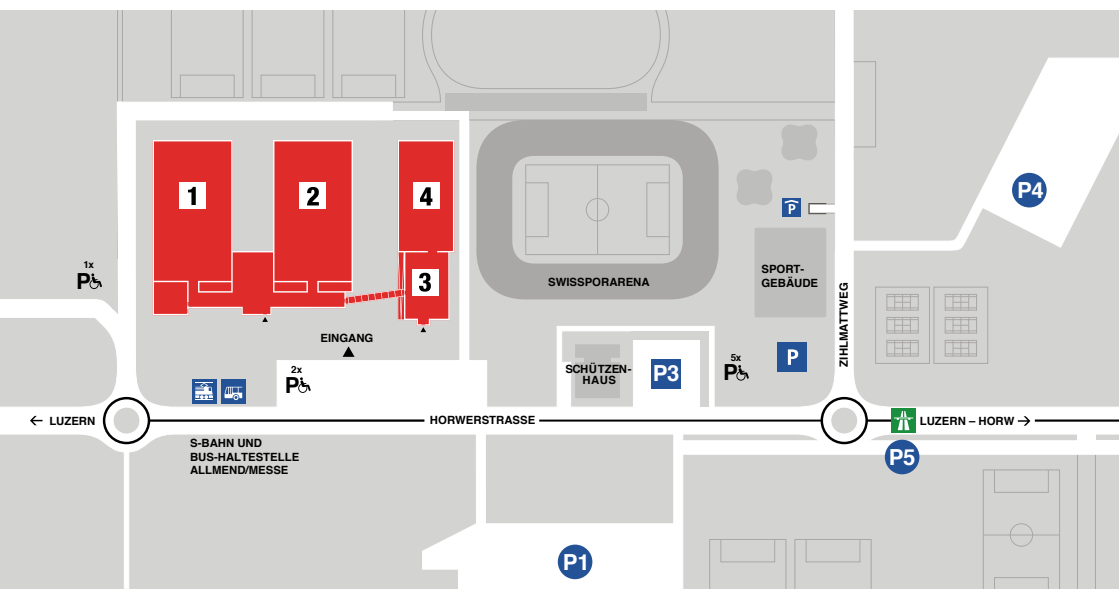 1
2
4
3
1x
P
EINGANG
2x
P
SWISSPORARENA
P
SPORT-
GEBÄUDE
ZIHLMATTWEG
P4
SCHÜTZEN-
HAUS
P3
5x
P
P
← LUZERN
HORWERSTRASSE
LUZERN – HORW →
S-BAHN UND
BUS-HALTESTELLE
ALLMEND/MESSE
P5
P1